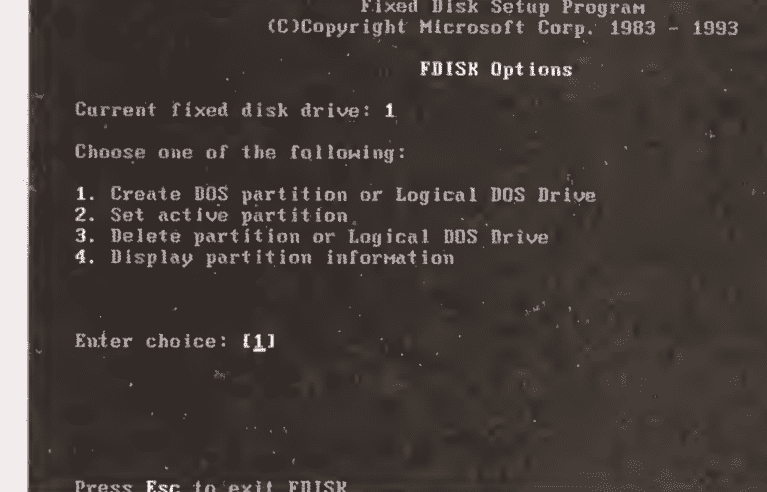 Fixed Disk Setup Program
(C)Copyright Microsoft Corp. 1983 - 1993
FDISK Options
Current fixed disk drive: 1
Choose one of the following:
1. Create DOS partition or Logical DOS Drive
2. Set active partition
3. Delete partition or Logical DOS Drive
4. Display partition information
Enter choice: [1]
Press Esc to exit FDISK